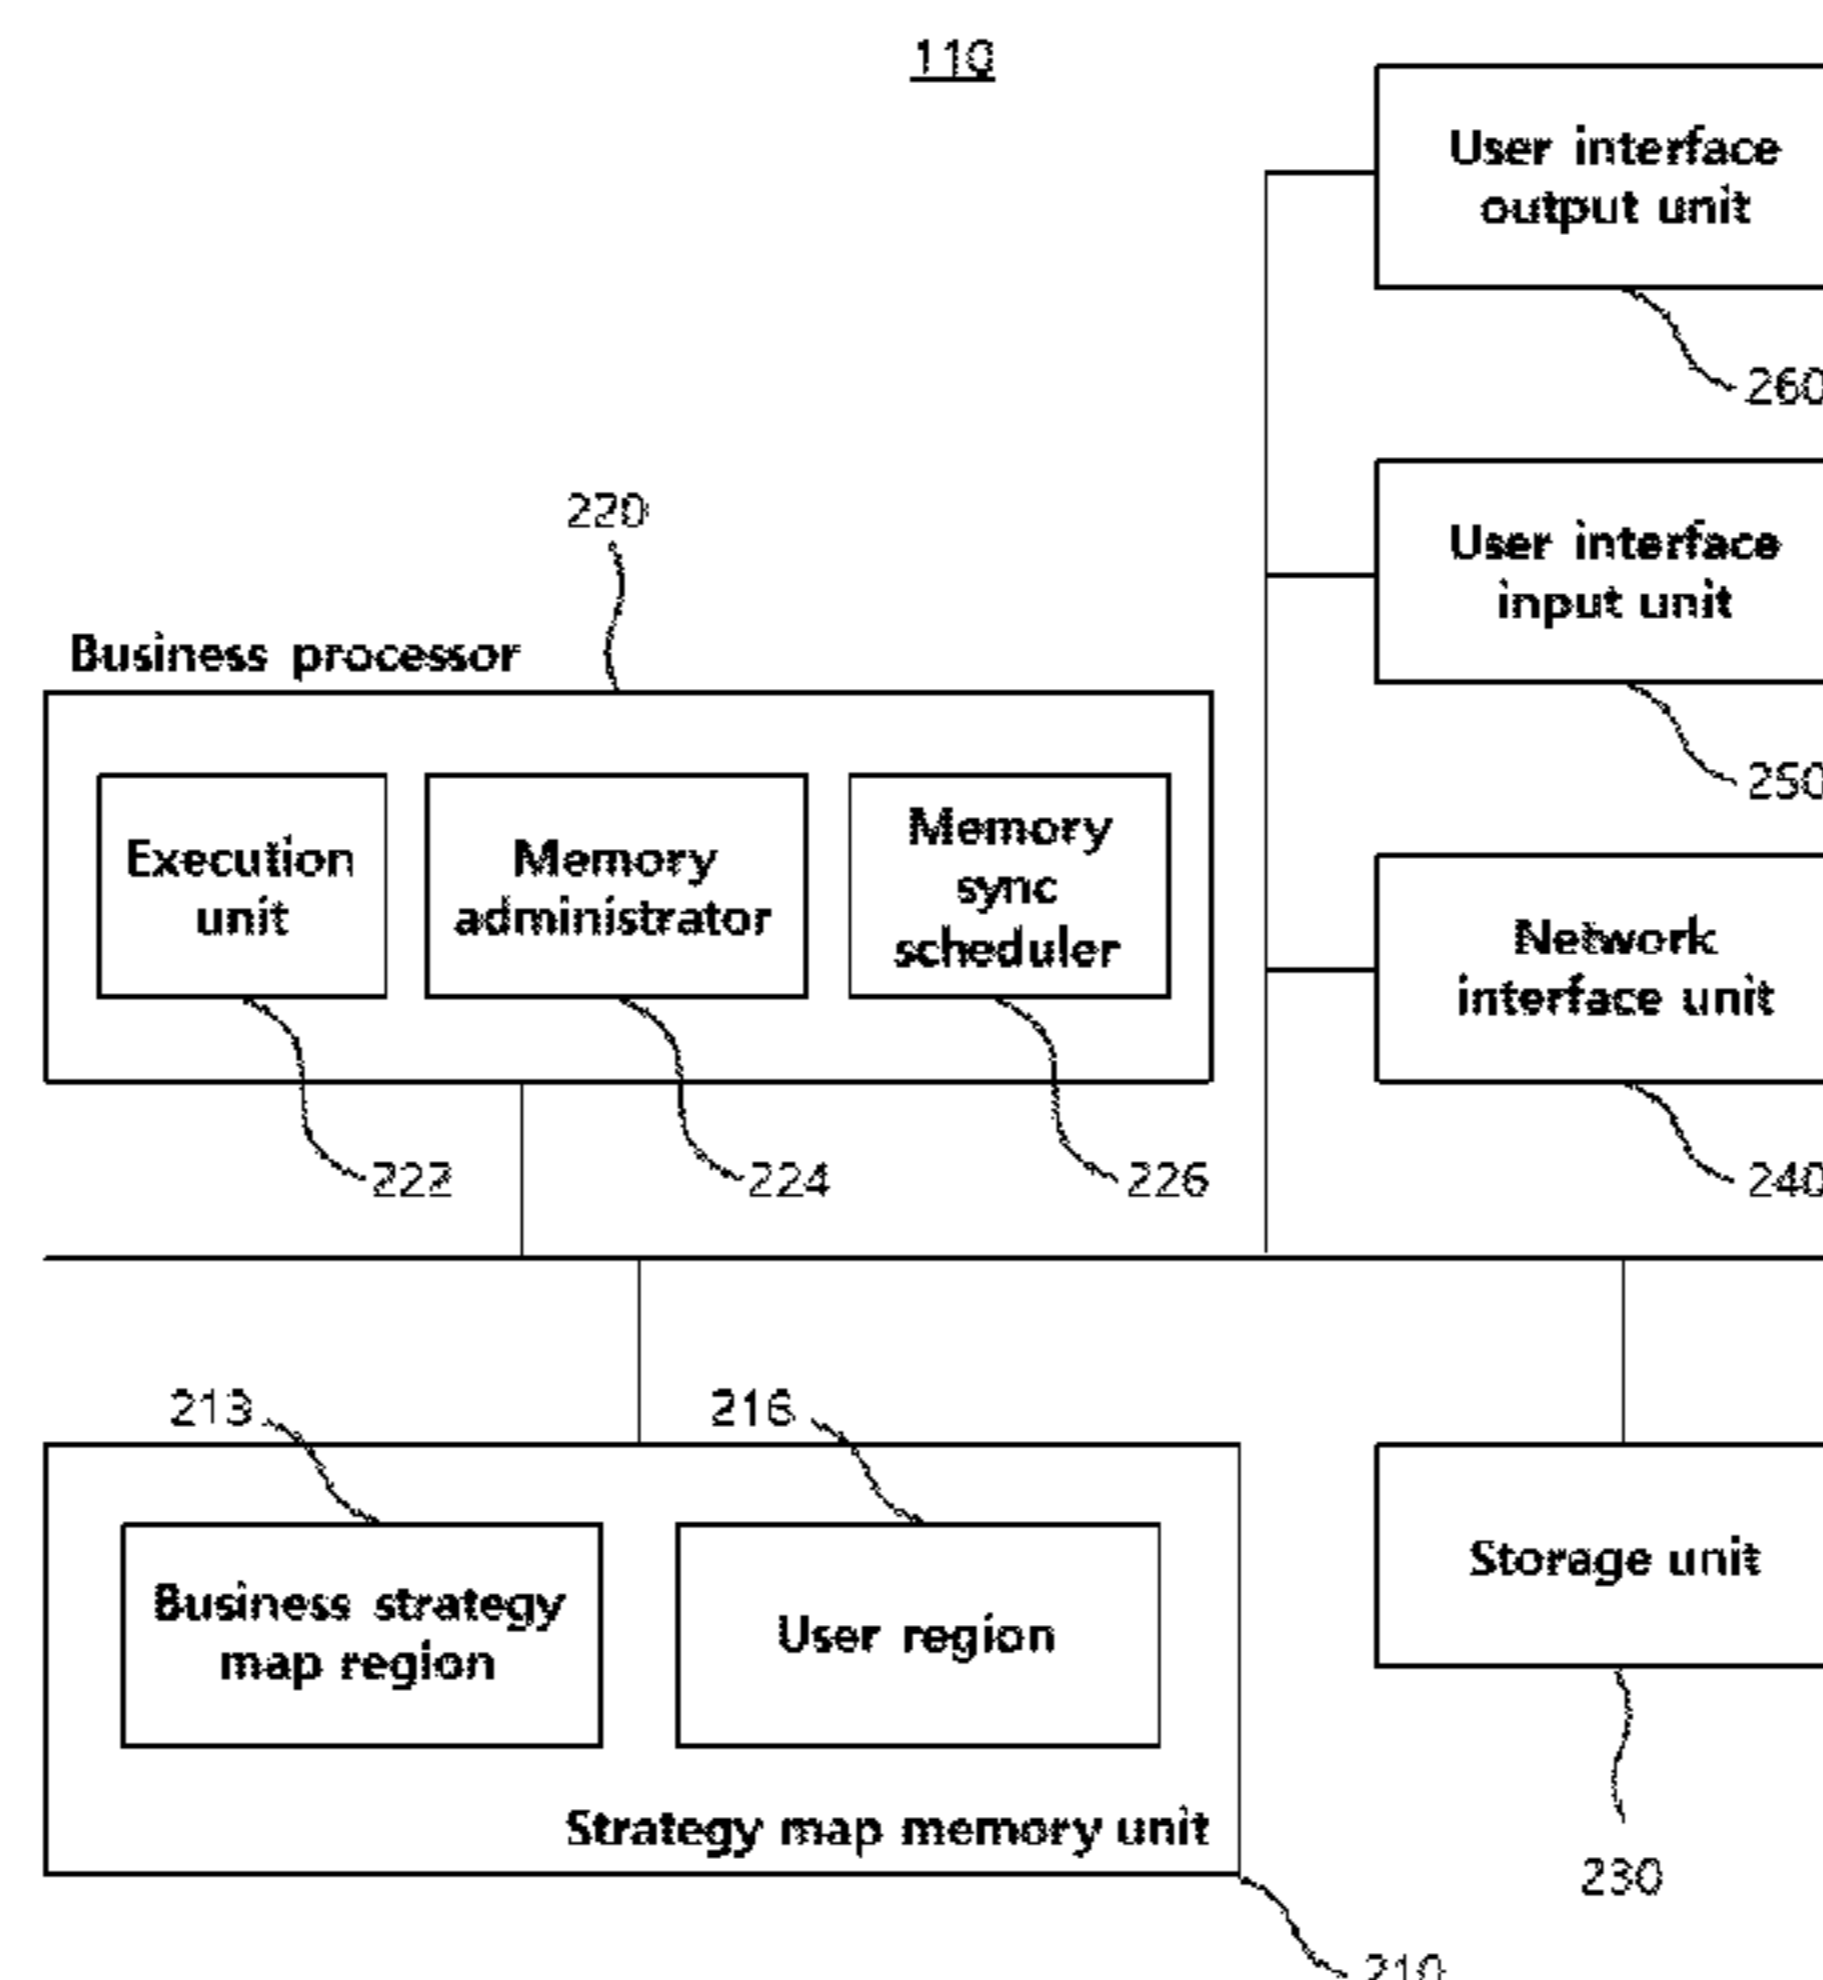 110
User interface
output unit
260
User interface
input unit
250
220
Business processor
Execution
unit
Memory
administrator
Memory
sync
scheduler
Network
interface unit
222
224
226
240
213
216
Business strategy
map region
User region
Storage unit
Strategy map memory unit
230
210